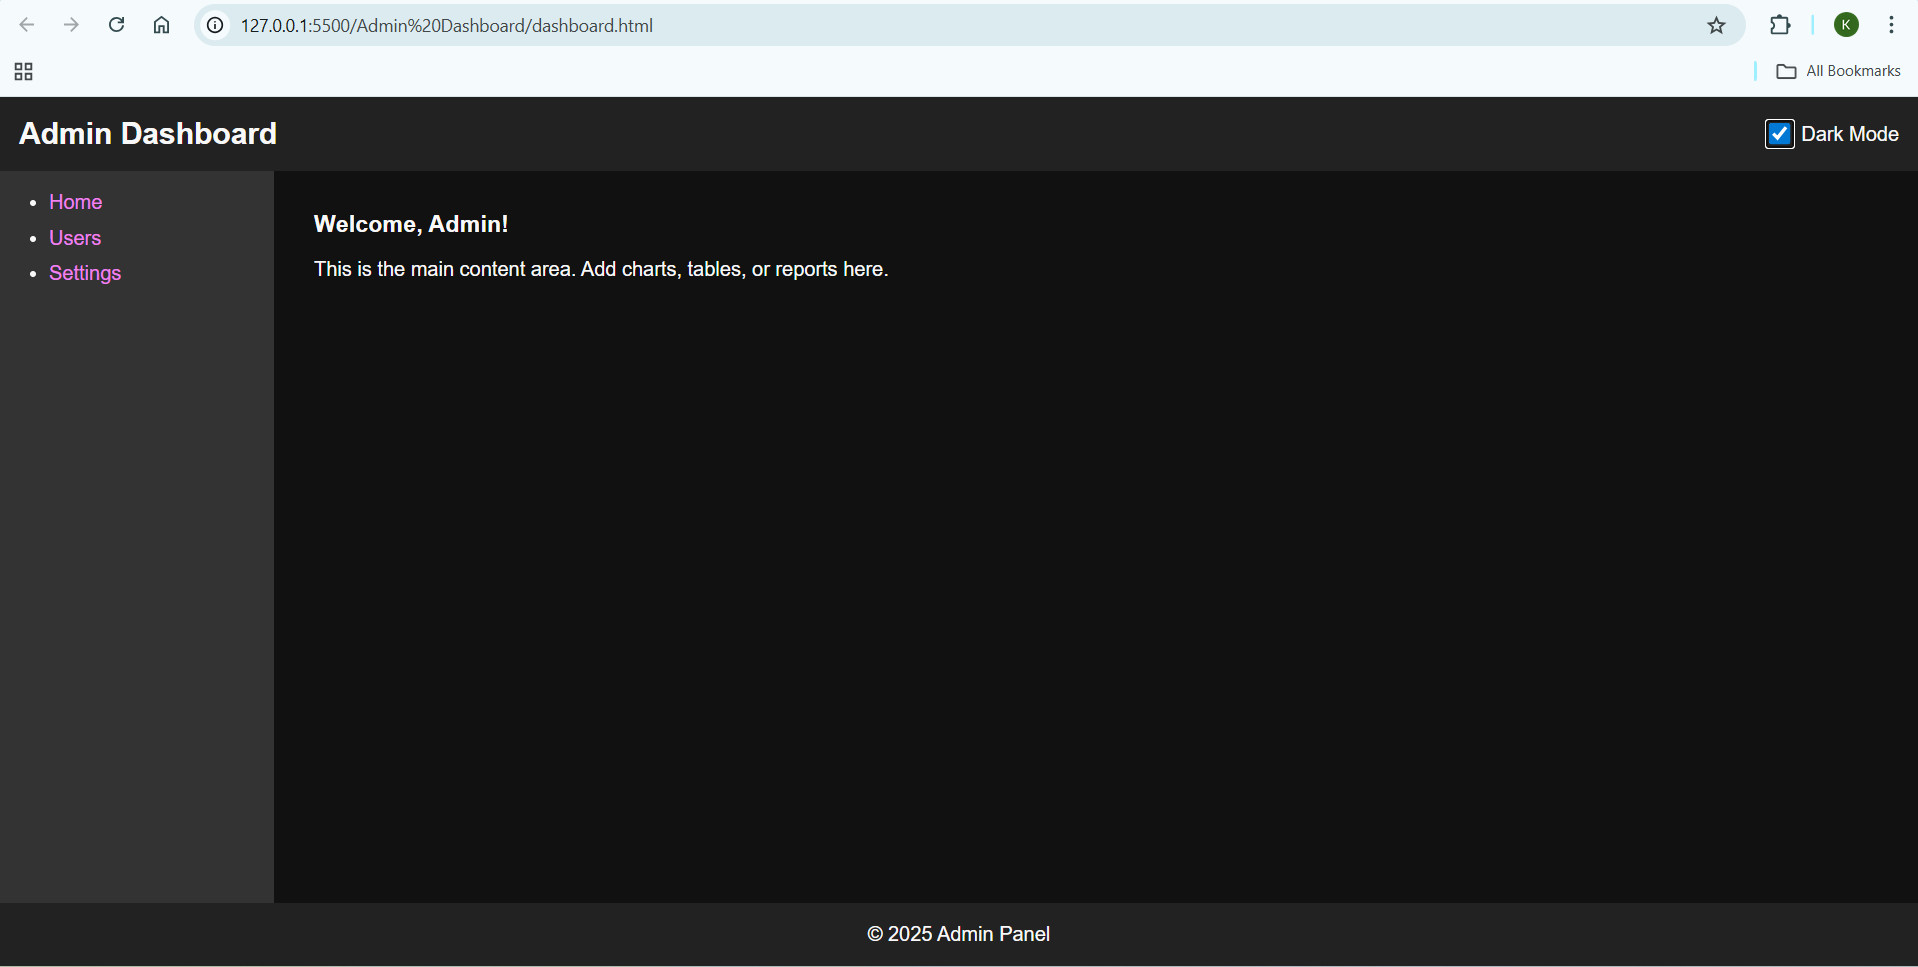 127.0.0.1:5500/Admin%20Dashboard/dashboard.html
K
All Bookmarks
Admin Dashboard
Dark Mode
Home
Users
Settings
Welcome, Admin!
This is the main content area. Add charts, tables, or reports here.
© 2025 Admin Panel